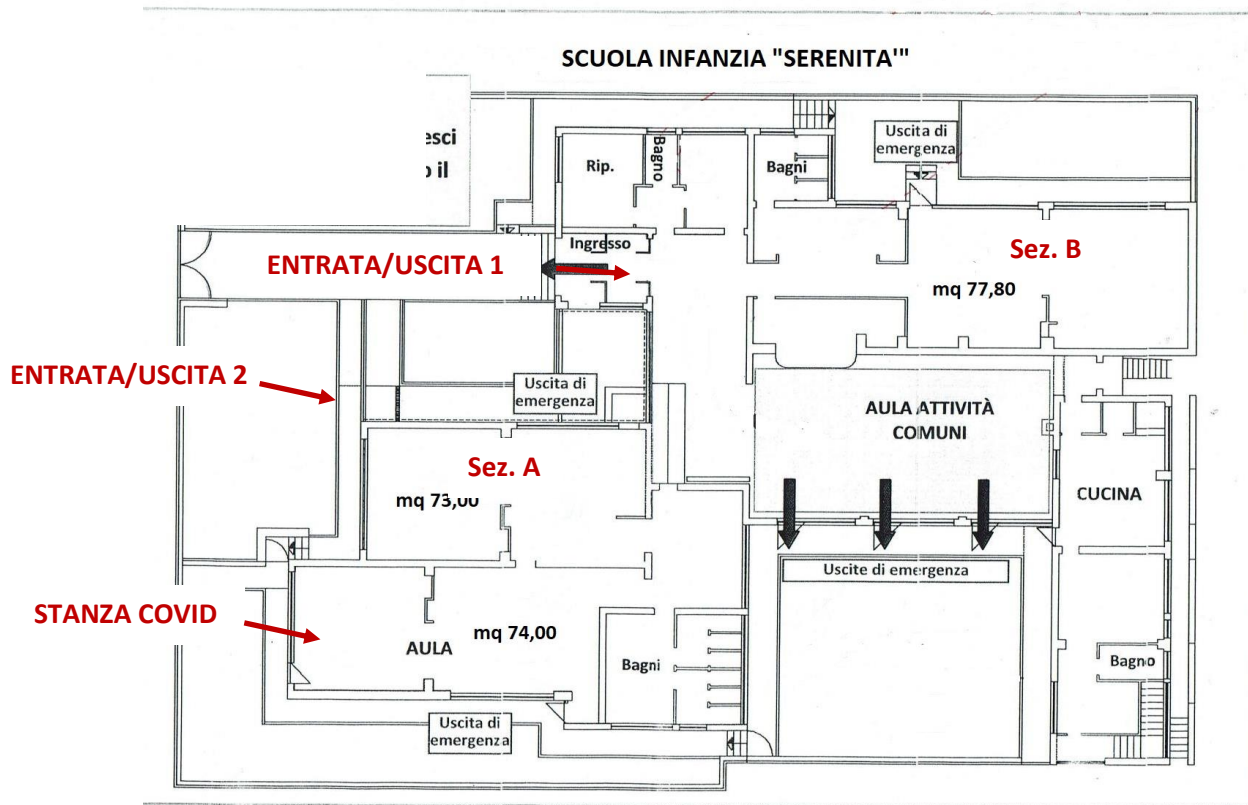 SCUOLA INFANZIA "SERENITA'"
esci
o il
Rip.
Bagno
Bagni
Uscita di
emergenza
Ingresso
ENTRATA/USCITA 1
Sez. B
mq 77,80
ENTRATA/USCITA 2
Uscita di
emergenza
AULA ATTIVITÀ
COMUNI
Sez. A
mq 73,00
CUCINA
Uscite di emergenza
STANZA COVID
mq 74,00
AULA
Bagni
Bagno
Uscita di
emergenza